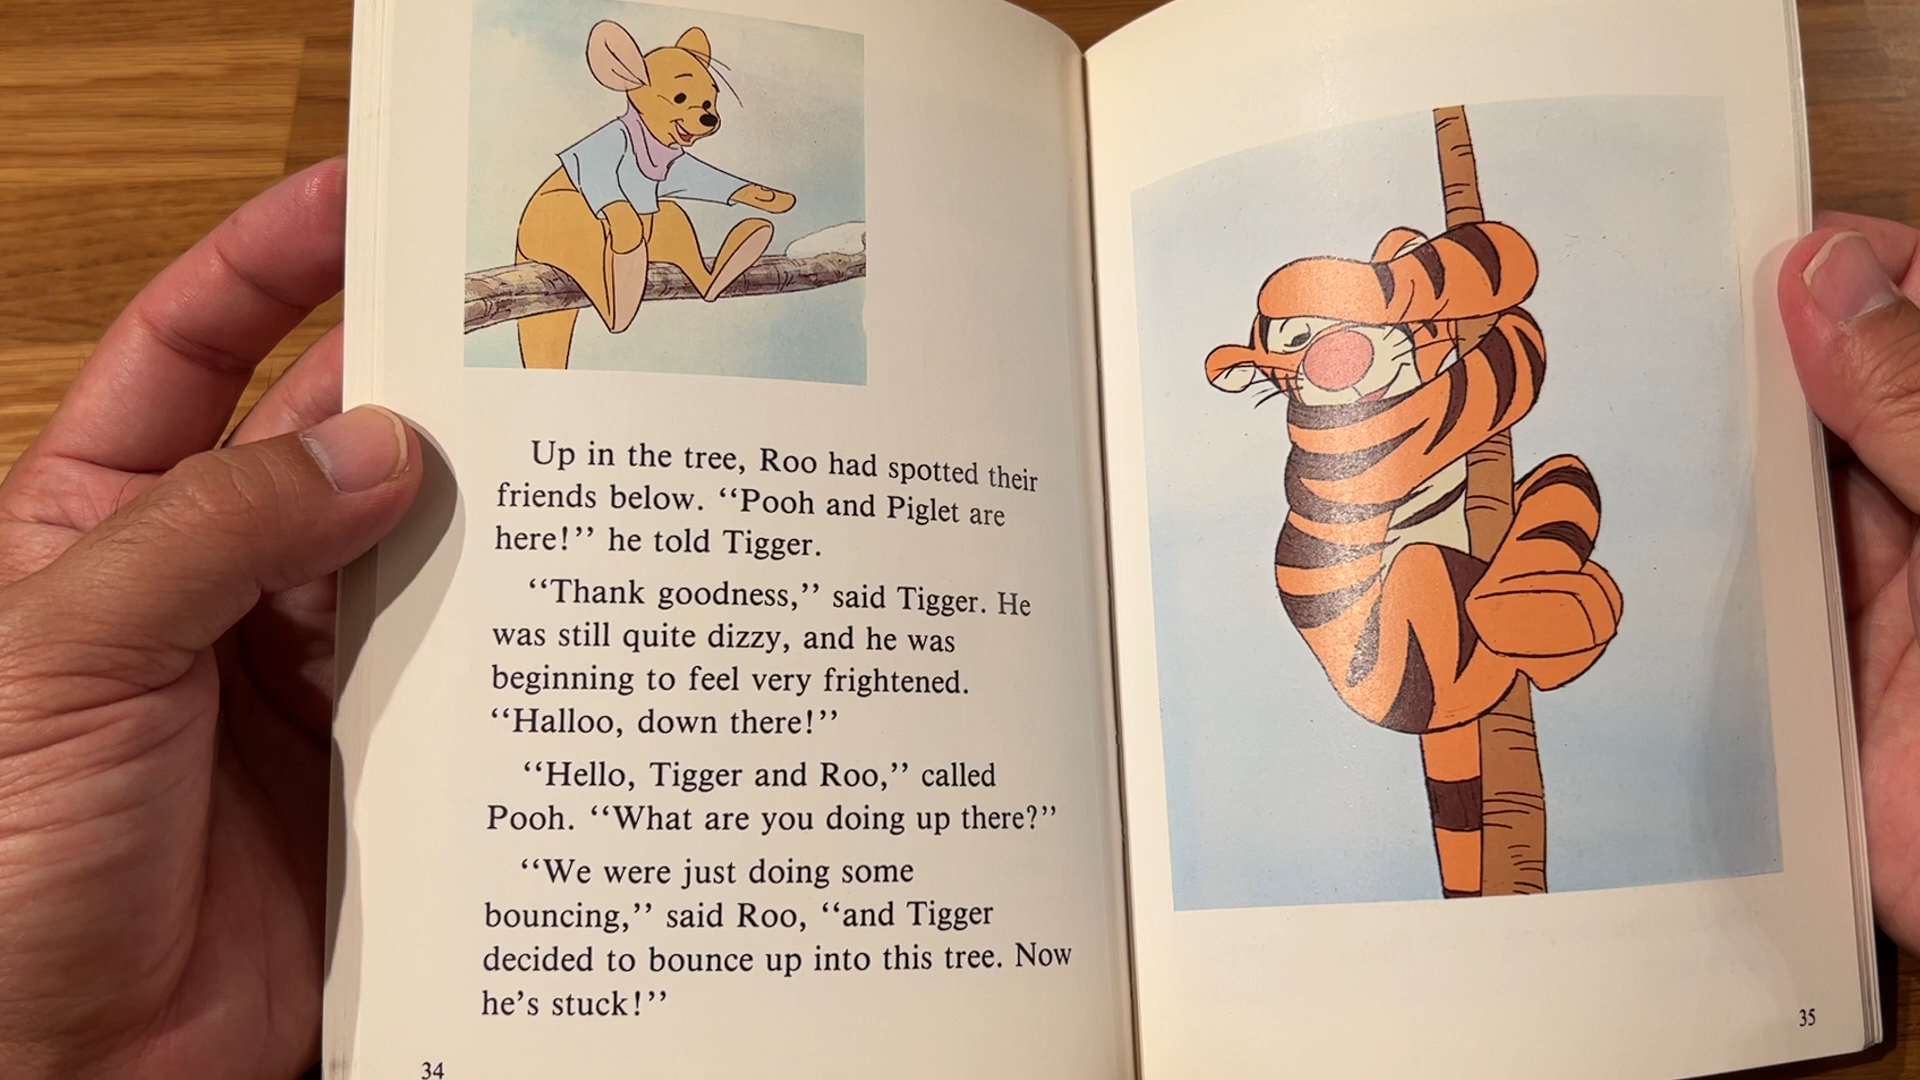 Up in the tree, Roo had spotted their
friends below. “Pooh and Piglet are
here!” he told Tigger.
“Thank goodness,” said Tigger. He
was still quite dizzy, and he was
beginning to feel very frightened.
“Halloo, down there!”
“Hello, Tigger and Roo,” called
Pooh. “What are you doing up there?”
“We were just doing some
bouncing,” said Roo, “and Tigger
decided to bounce up into this tree. Now
he’s stuck!”
34
35